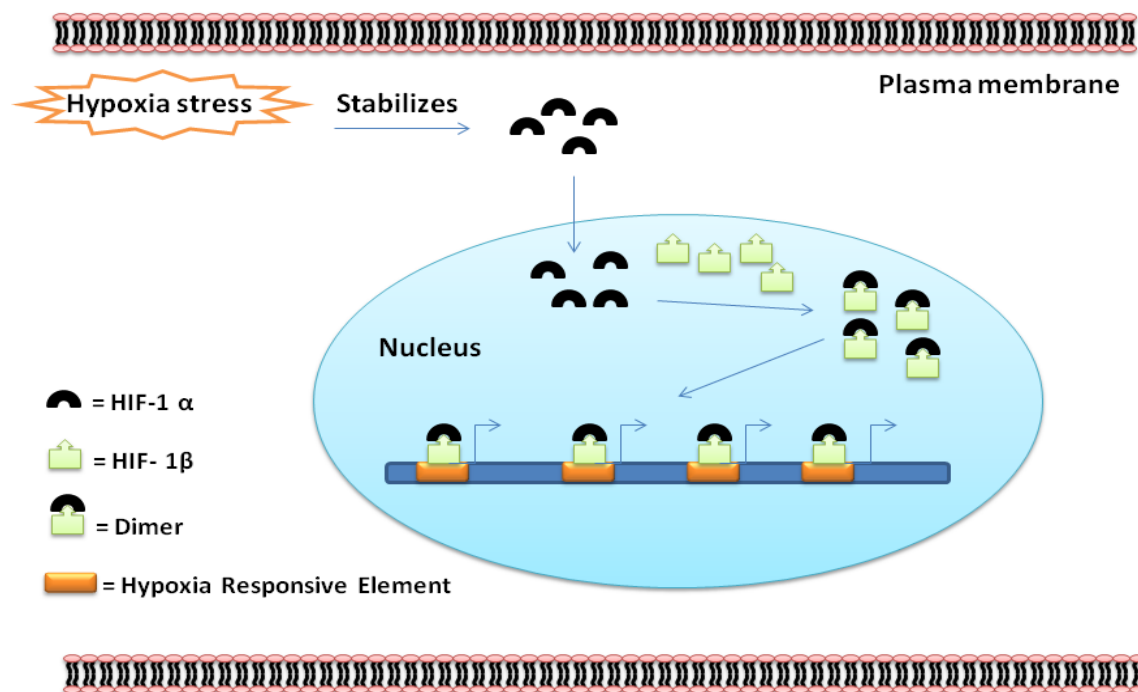 Plasma membrane
Hypoxia stress
Stabilizes
Nucleus
= HIF-1 α
= HIF- 1β
= Dimer
= Hypoxia Responsive Element